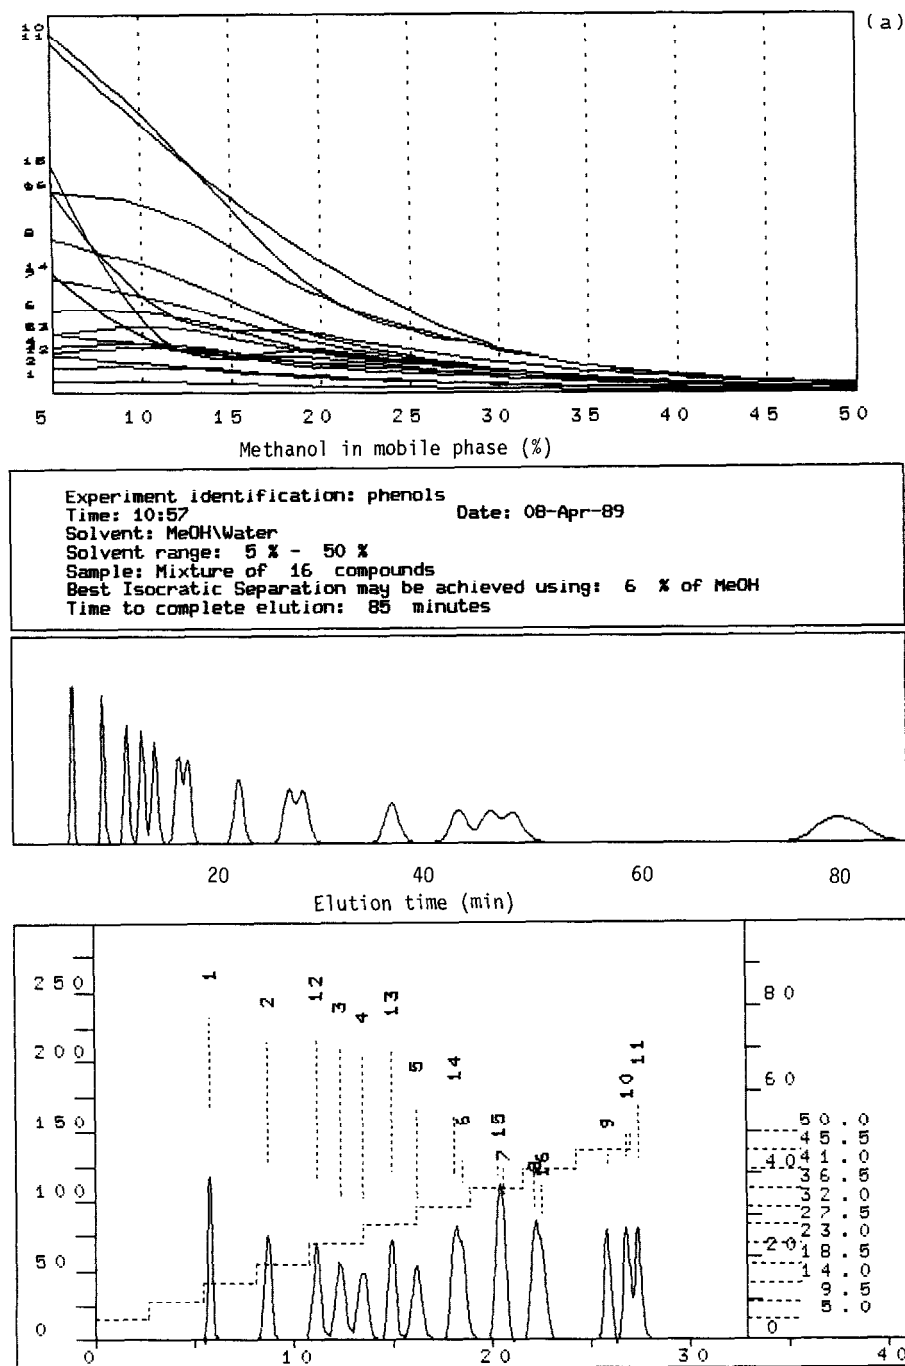 (a)
5 10 15 20 25 30 35 40 45 50
Methanol in mobile phase (%)
Experiment identification: phenols
Time: 10:57 Date: 08-Apr-89
Solvent: MeOH\Water
Solvent range: 5 % - 50 %
Sample: Mixture of 16 compounds
Best Isocratic Separation may be achieved using: 6 % of MeOH
Time to complete elution: 85 minutes
20 40 60 80
Elution time (min)
250
200
150
100
50
0
1 2 12 3 4 13 5 14 6 15 7 8 16 9 10 11
80
60
40
20
0
50.0
45.5
41.0
36.5
32.0
27.5
23.0
18.5
14.0
9.5
5.0
0 10 20 30 40